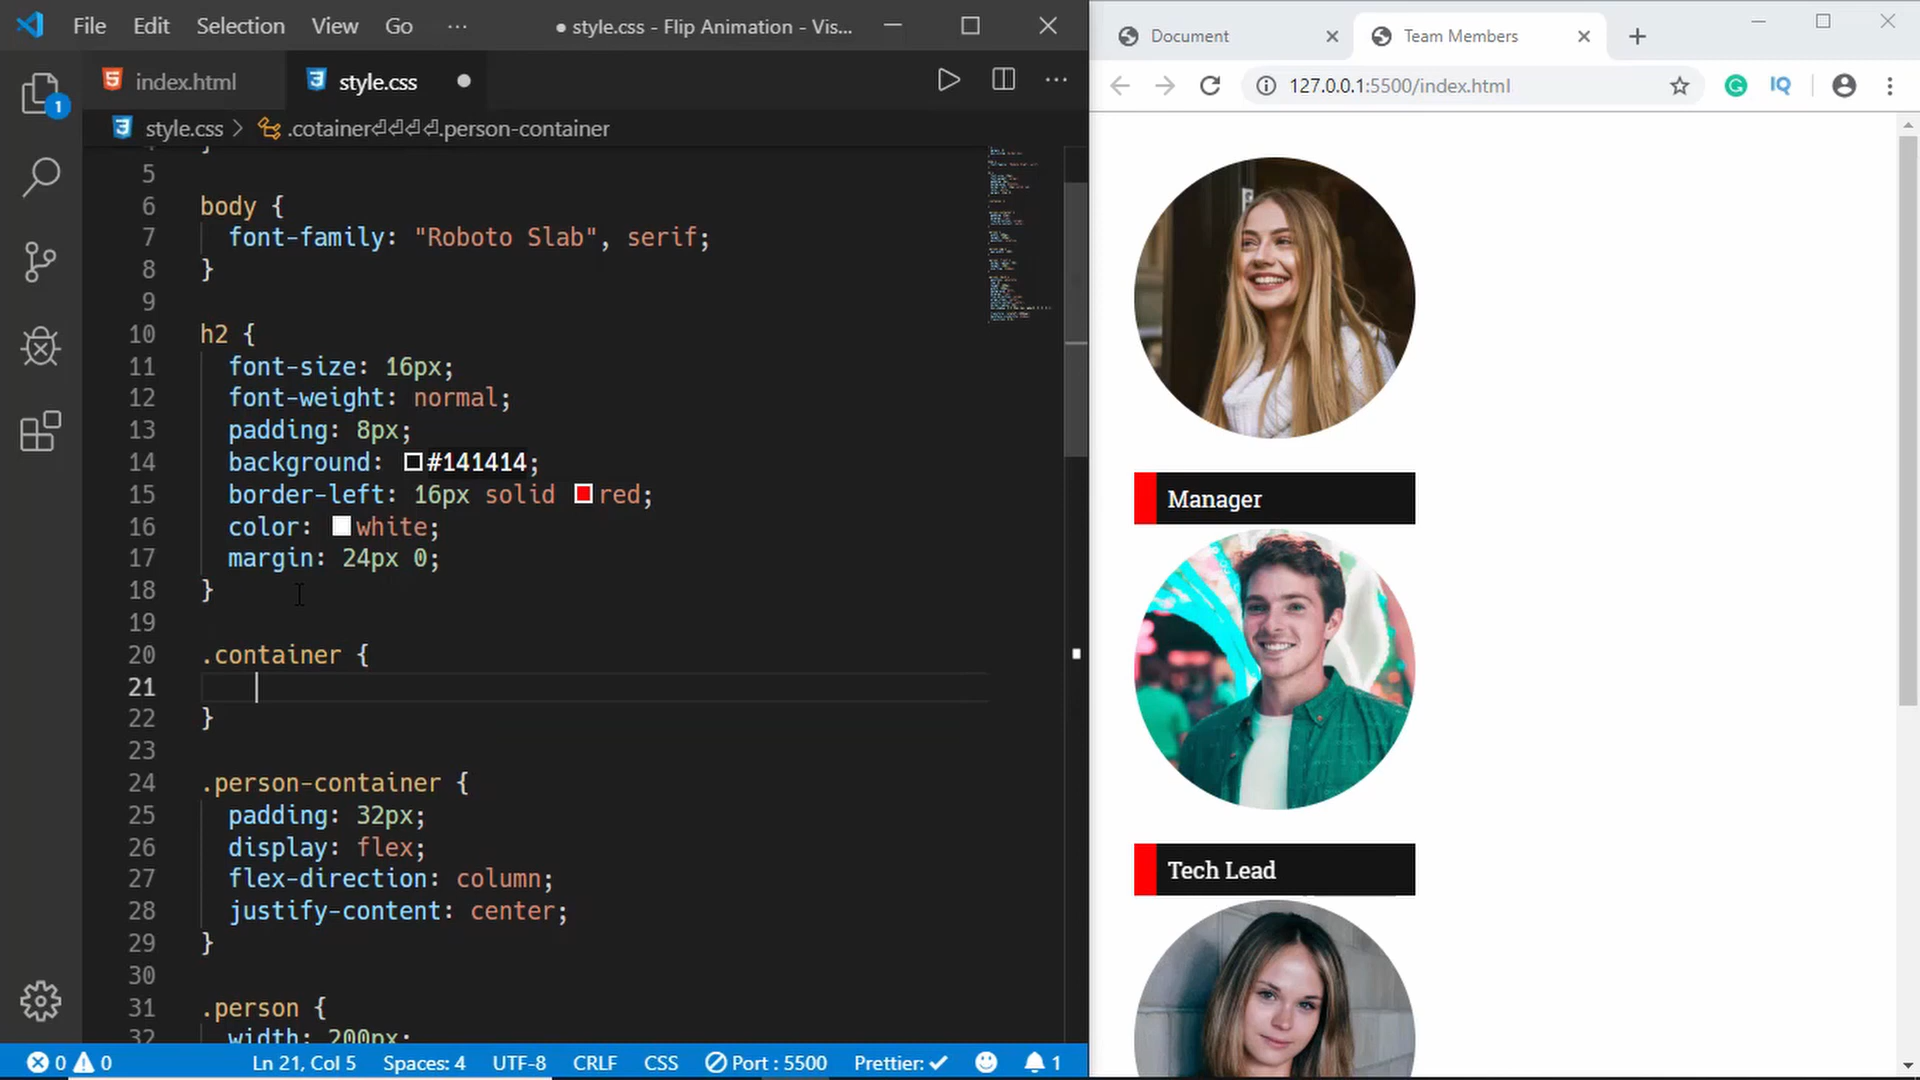 File Edit Selection View Go ··· ● style.css - Flip Animation - Vis...
index.html style.css ●
style.css > .cotainer⏎⏎⏎⏎.person-container
5
6 body {
7 font-family: "Roboto Slab", serif;
8 }
9
10 h2 {
11 font-size: 16px;
12 font-weight: normal;
13 padding: 8px;
14 background: #141414;
15 border-left: 16px solid red;
16 color: white;
17 margin: 24px 0;
18 }
19
20 .container {
21
22 }
23
24 .person-container {
25 padding: 32px;
26 display: flex;
27 flex-direction: column;
28 justify-content: center;
29 }
30
31 .person {
32 width: 200px;
1
0 0 Ln 21, Col 5 Spaces: 4 UTF-8 CRLF CSS Port : 5500 Prettier: ✓ 1
Document Team Members
127.0.0.1:5500/index.html IQ
Manager
Tech Lead